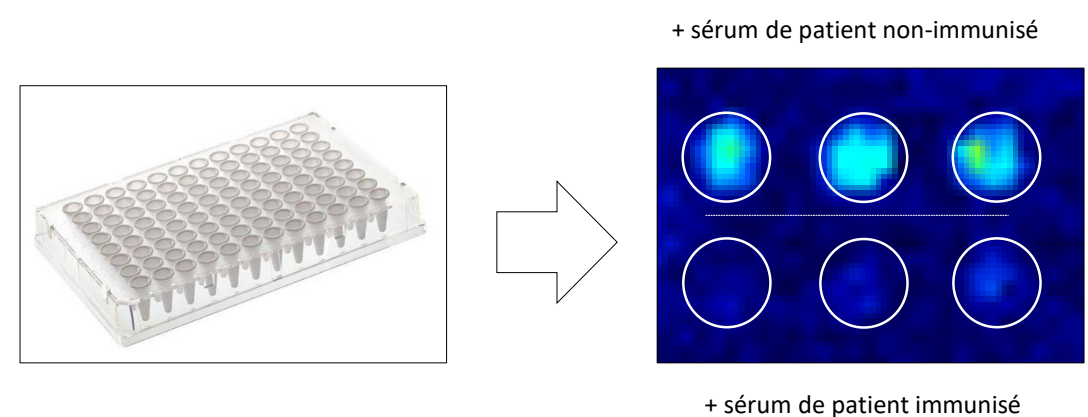 + sérum de patient non-immunisé
+ sérum de patient immunisé